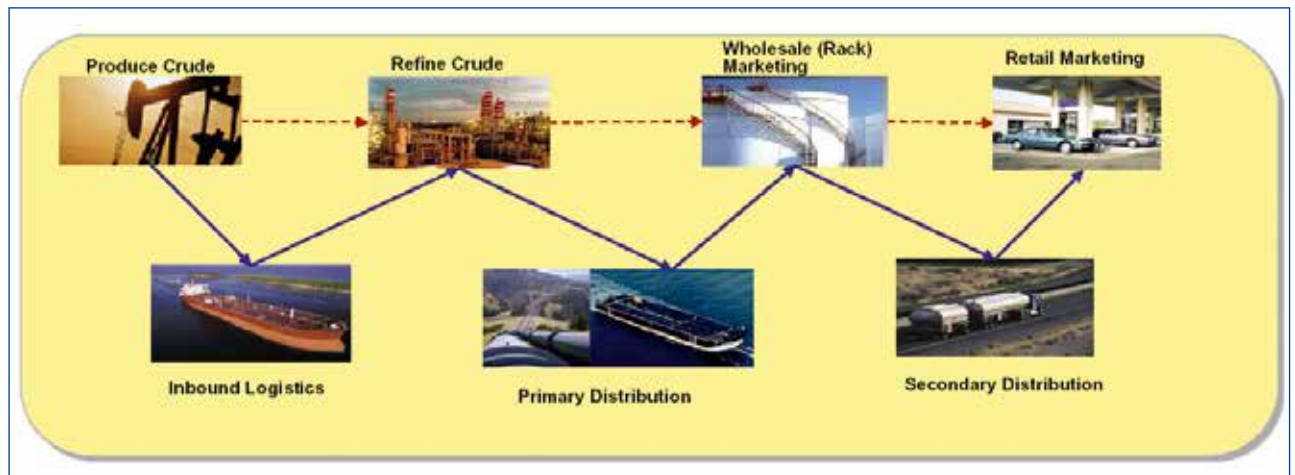 Produce Crude
Refine Crude
Wholesale (Rack)
Marketing
Retail Marketing
Inbound Logistics
Primary Distribution
Secondary Distribution